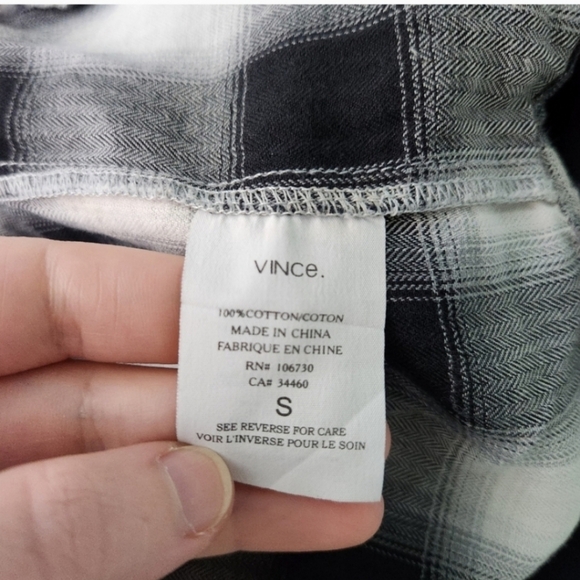 VINCe.
100%COTTON/COTON
MADE IN CHINA
FABRIQUE EN CHINE
RN# 106730
CA# 34460
S
SEE REVERSE FOR CARE
VOIR L'INVERSE POUR LE SOIN